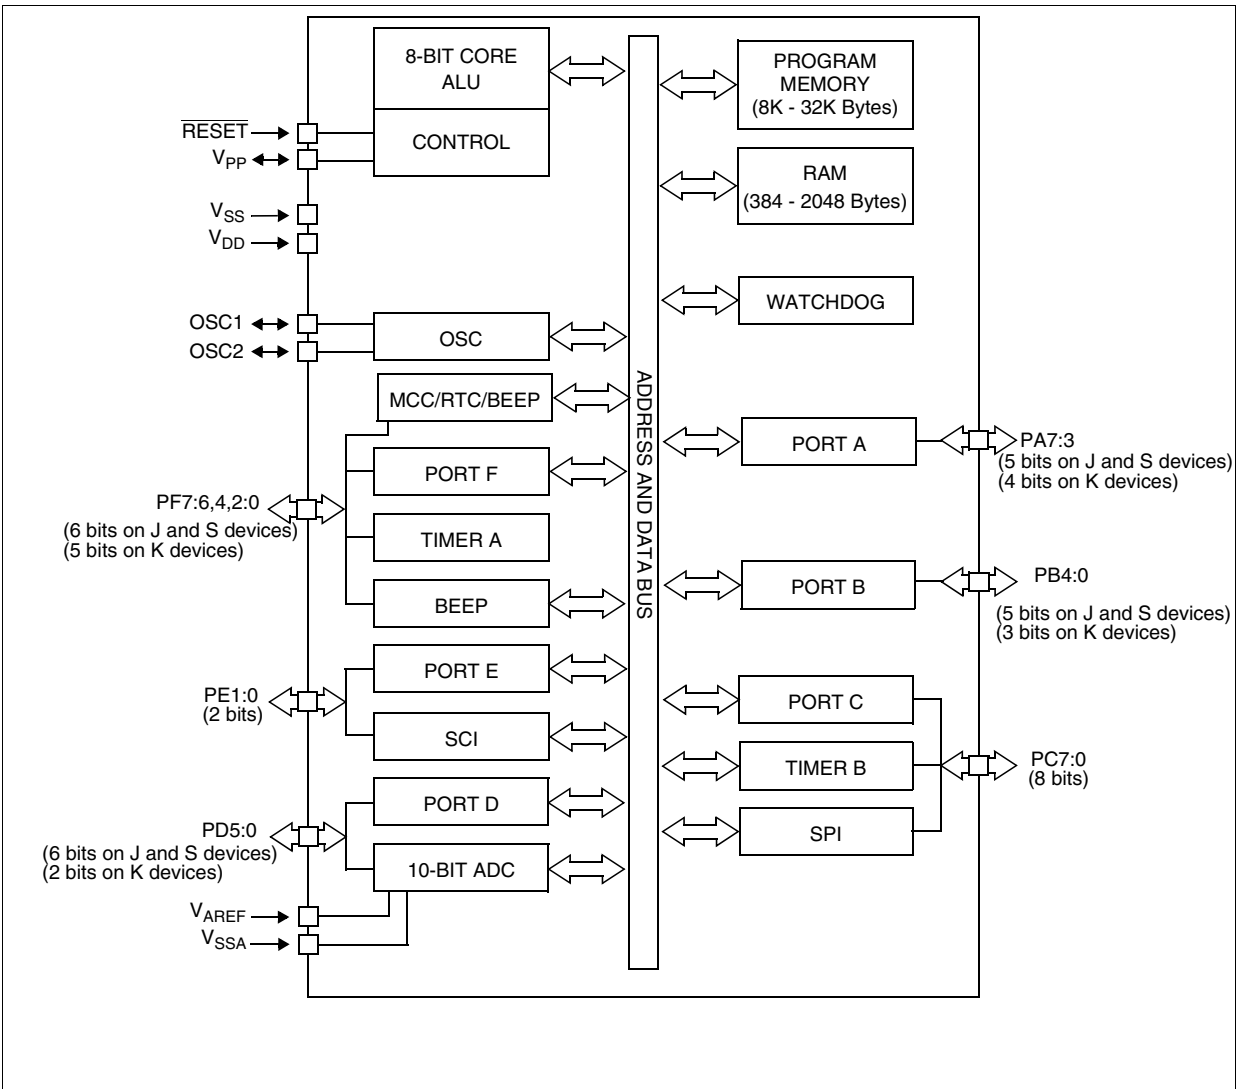 8-BIT CORE
ALU
CONTROL
RESET
VPP
VSS
VDD
OSC1
OSC2
OSC
MCC/RTC/BEEP
PORT F
TIMER A
BEEP
PF7:6,4,2:0
(6 bits on J and S devices)
(5 bits on K devices)
PORT E
SCI
PE1:0
(2 bits)
PORT D
10-BIT ADC
PD5:0
(6 bits on J and S devices)
(2 bits on K devices)
VAREF
VSSA
ADDRESS AND DATA BUS
PROGRAM
MEMORY
(8K - 32K Bytes)
RAM
(384 - 2048 Bytes)
WATCHDOG
PORT A
PA7:3
(5 bits on J and S devices)
(4 bits on K devices)
PORT B
PB4:0
(5 bits on J and S devices)
(3 bits on K devices)
PORT C
TIMER B
SPI
PC7:0
(8 bits)